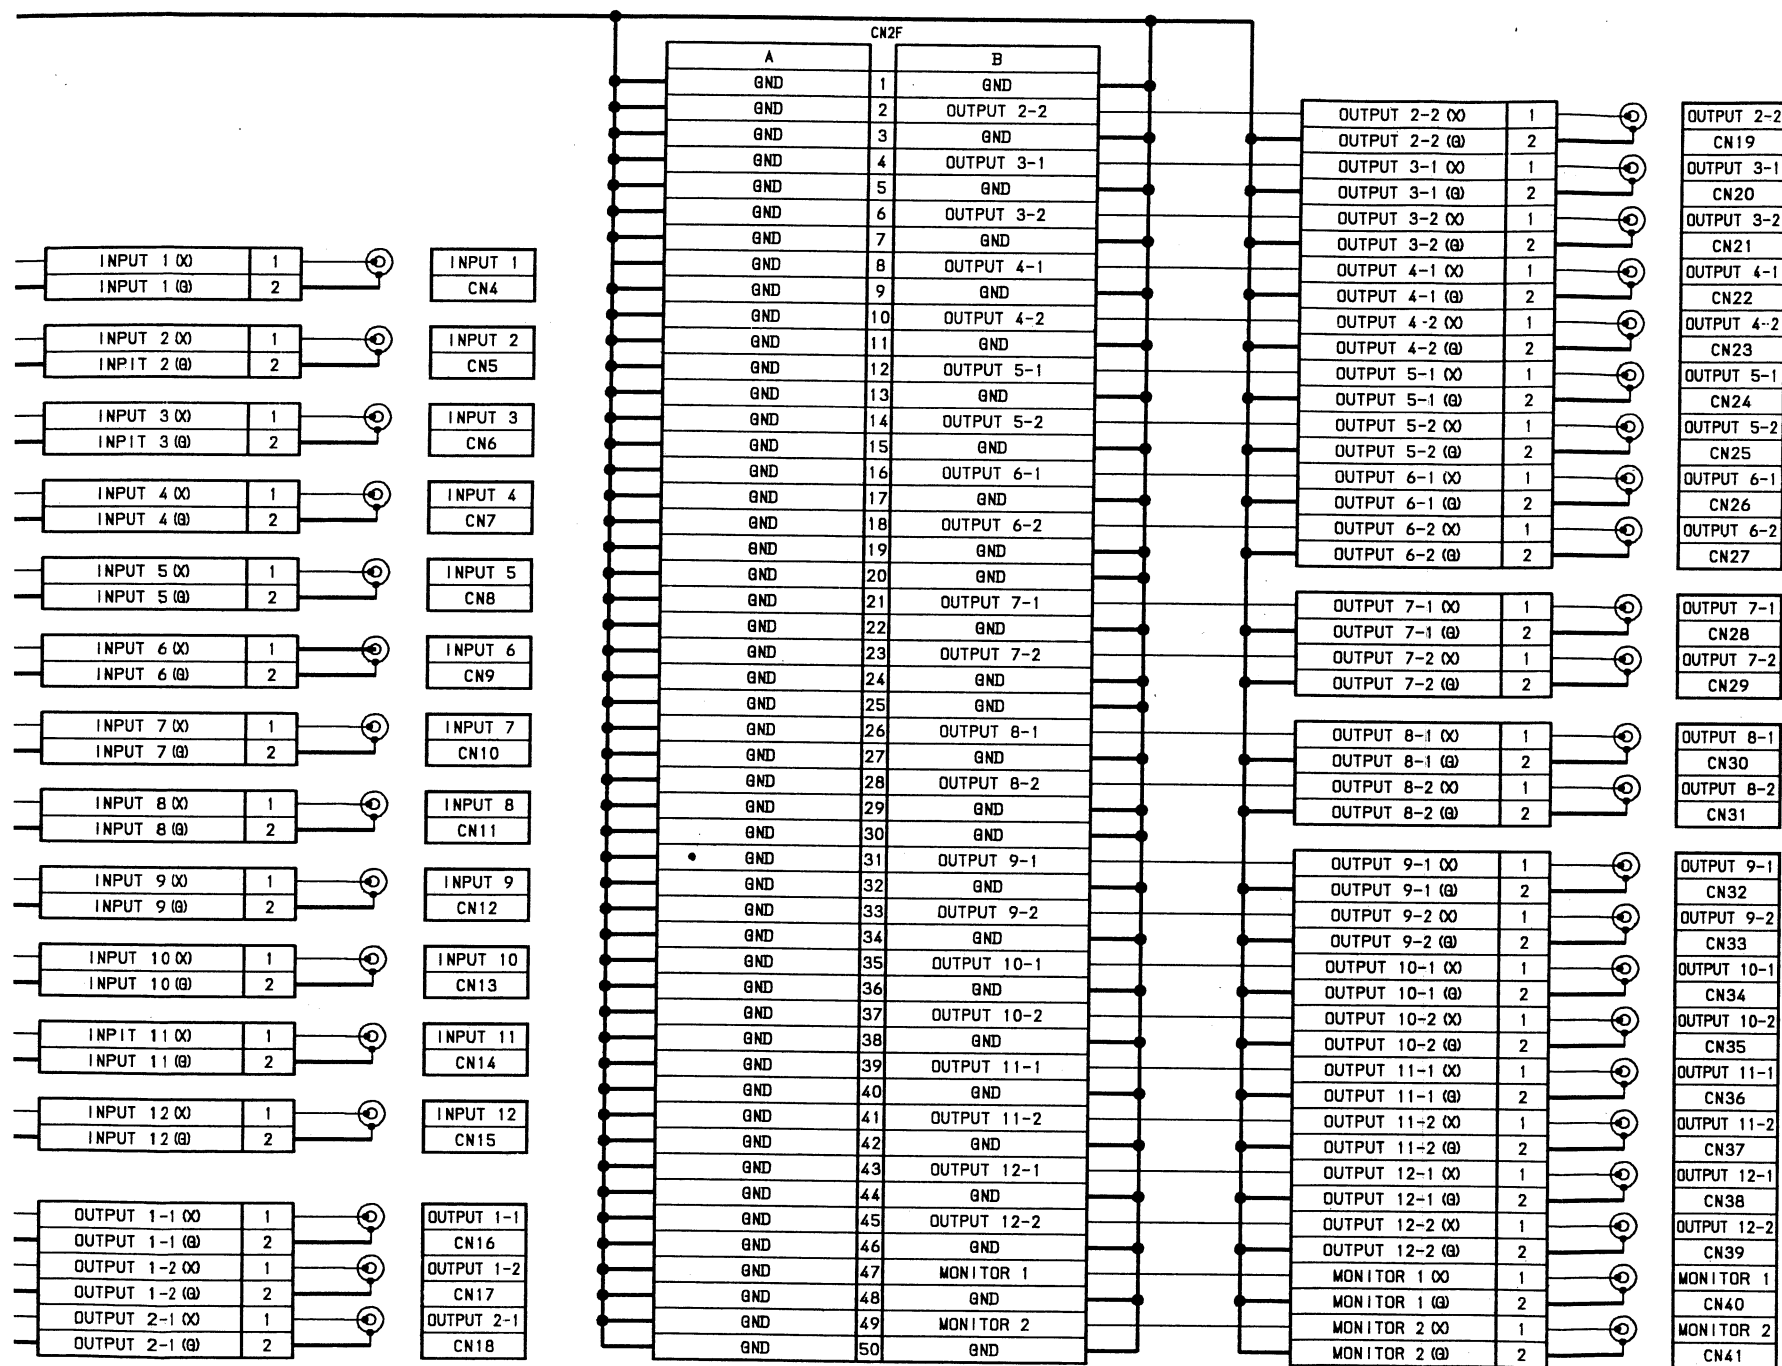 INPUT 1(X) 1
INPUT 1(G) 2
INPUT 1
CN4
INPUT 2(X) 1
INPIT 2(G) 2
INPUT 2
CN5
INPUT 3(X) 1
INPIT 3(G) 2
INPUT 3
CN6
INPUT 4(X) 1
INPUT 4(G) 2
INPUT 4
CN7
INPUT 5(X) 1
INPUT 5(G) 2
INPUT 5
CN8
INPUT 6(X) 1
INPUT 6(G) 2
INPUT 6
CN9
INPUT 7(X) 1
INPUT 7(G) 2
INPUT 7
CN10
INPUT 8(X) 1
INPUT 8(G) 2
INPUT 8
CN11
INPUT 9(X) 1
INPUT 9(G) 2
INPUT 9
CN12
INPUT 10(X) 1
INPUT 10(G) 2
INPUT 10
CN13
INPIT 11(X) 1
INPUT 11(G) 2
INPUT 11
CN14
INPUT 12(X) 1
INPUT 12(G) 2
INPUT 12
CN15
OUTPUT 1-1(X) 1
OUTPUT 1-1(G) 2
OUTPUT 1-2(X) 1
OUTPUT 1-2(G) 2
OUTPUT 2-1(X) 1
OUTPUT 2-1(G) 2
OUTPUT 1-1
CN16
OUTPUT 1-2
CN17
OUTPUT 2-1
CN18
CN2F
A B
GND 1 GND
GND 2 OUTPUT 2-2
GND 3 GND
GND 4 OUTPUT 3-1
GND 5 GND
GND 6 OUTPUT 3-2
GND 7 GND
GND 8 OUTPUT 4-1
GND 9 GND
GND 10 OUTPUT 4-2
GND 11 GND
GND 12 OUTPUT 5-1
GND 13 GND
GND 14 OUTPUT 5-2
GND 15 GND
GND 16 OUTPUT 6-1
GND 17 GND
GND 18 OUTPUT 6-2
GND 19 GND
GND 20 GND
GND 21 OUTPUT 7-1
GND 22 GND
GND 23 OUTPUT 7-2
GND 24 GND
GND 25 GND
GND 26 OUTPUT 8-1
GND 27 GND
GND 28 OUTPUT 8-2
GND 29 GND
GND 30 GND
GND 31 OUTPUT 9-1
GND 32 GND
GND 33 OUTPUT 9-2
GND 34 GND
GND 35 OUTPUT 10-1
GND 36 GND
GND 37 OUTPUT 10-2
GND 38 GND
GND 39 OUTPUT 11-1
GND 40 GND
GND 41 OUTPUT 11-2
GND 42 GND
GND 43 OUTPUT 12-1
GND 44 GND
GND 45 OUTPUT 12-2
GND 46 GND
GND 47 MONITOR 1
GND 48 GND
GND 49 MONITOR 2
GND 50 GND
OUTPUT 2-2(X) 1
OUTPUT 2-2(G) 2
OUTPUT 3-1(X) 1
OUTPUT 3-1(G) 2
OUTPUT 3-2(X) 1
OUTPUT 3-2(G) 2
OUTPUT 4-1(X) 1
OUTPUT 4-1(G) 2
OUTPUT 4-2(X) 1
OUTPUT 4-2(G) 2
OUTPUT 5-1(X) 1
OUTPUT 5-1(G) 2
OUTPUT 5-2(X) 1
OUTPUT 5-2(G) 2
OUTPUT 6-1(X) 1
OUTPUT 6-1(G) 2
OUTPUT 6-2(X) 1
OUTPUT 6-2(G) 2
OUTPUT 7-1(X) 1
OUTPUT 7-1(G) 2
OUTPUT 7-2(X) 1
OUTPUT 7-2(G) 2
OUTPUT 8-1(X) 1
OUTPUT 8-1(G) 2
OUTPUT 8-2(X) 1
OUTPUT 8-2(G) 2
OUTPUT 9-1(X) 1
OUTPUT 9-1(G) 2
OUTPUT 9-2(X) 1
OUTPUT 9-2(G) 2
OUTPUT 10-1(X) 1
OUTPUT 10-1(G) 2
OUTPUT 10-2(X) 1
OUTPUT 10-2(G) 2
OUTPUT 11-1(X) 1
OUTPUT 11-1(G) 2
OUTPUT 11-2(X) 1
OUTPUT 11-2(G) 2
OUTPUT 12-1(X) 1
OUTPUT 12-1(G) 2
OUTPUT 12-2(X) 1
OUTPUT 12-2(G) 2
MONITOR 1(X) 1
MONITOR 1(G) 2
MONITOR 2(X) 1
MONITOR 2(G) 2
OUTPUT 2-2
CN19
OUTPUT 3-1
CN20
OUTPUT 3-2
CN21
OUTPUT 4-1
CN22
OUTPUT 4-2
CN23
OUTPUT 5-1
CN24
OUTPUT 5-2
CN25
OUTPUT 6-1
CN26
OUTPUT 6-2
CN27
OUTPUT 7-1
CN28
OUTPUT 7-2
CN29
OUTPUT 8-1
CN30
OUTPUT 8-2
CN31
OUTPUT 9-1
CN32
OUTPUT 9-2
CN33
OUTPUT 10-1
CN34
OUTPUT 10-2
CN35
OUTPUT 11-1
CN36
OUTPUT 11-2
CN37
OUTPUT 12-1
CN38
OUTPUT 12-2
CN39
MONITOR 1
CN40
MONITOR 2
CN41